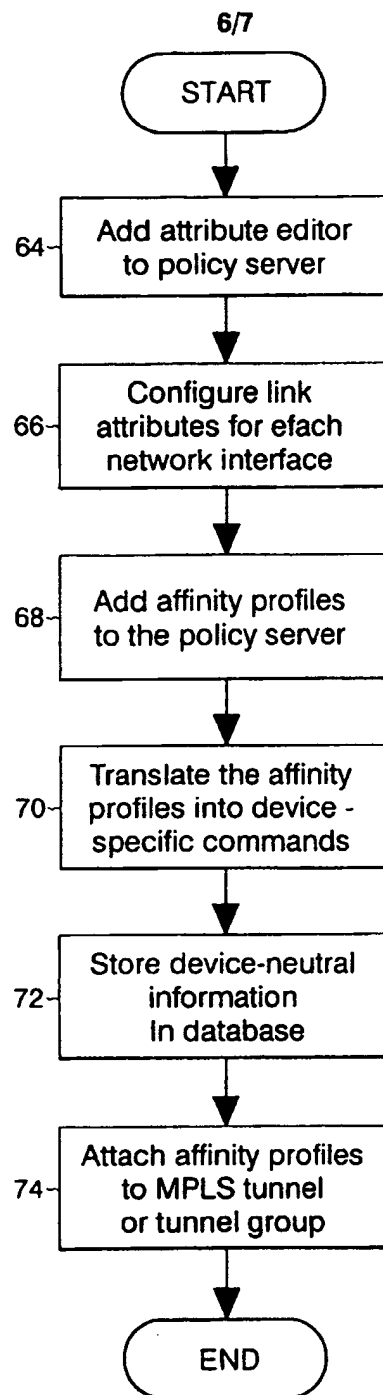 6/7
START
64
Add attribute editor
to policy server
66
Configure link
attributes for efach
network interface
68
Add affinity profiles
to the policy server
70
Translate the affinity
profiles into device -
specific commands
72
Store device-neutral
information
In database
74
Attach affinity profiles
to MPLS tunnel
or tunnel group
END